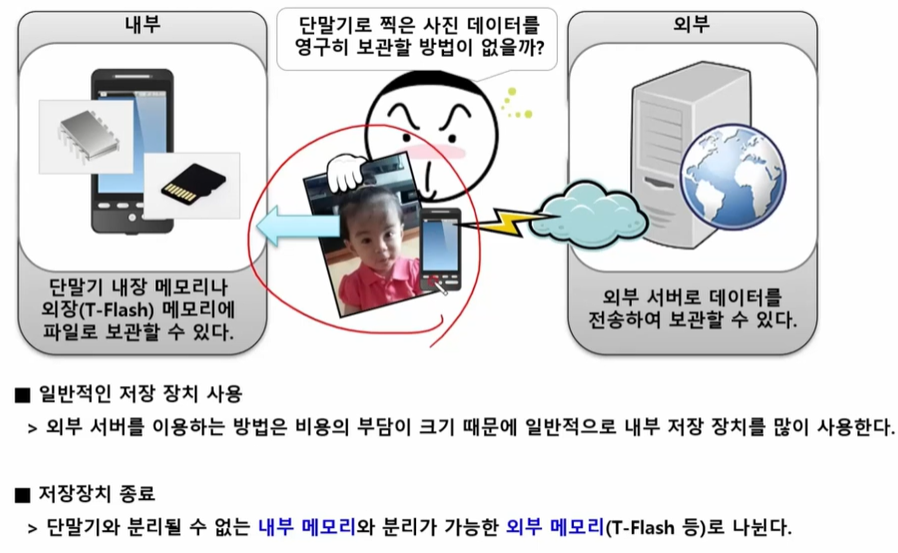 내부
단말기로 찍은 사진 데이터를
영구히 보관할 방법이 없을까?
외부
단말기 내장 메모리나
외장(T-Flash) 메모리에
파일로 보관할 수 있다.
외부 서버로 데이터를
전송하여 보관할 수 있다.
■ 일반적인 저장 장치 사용
> 외부 서버를 이용하는 방법은 비용의 부담이 크기 때문에 일반적으로 내부 저장 장치를 많이 사용한다.
■ 저장장치 종료
> 단말기와 분리될 수 없는 내부 메모리와 분리가 가능한 외부 메모리(T-Flash 등)로 나뉜다.